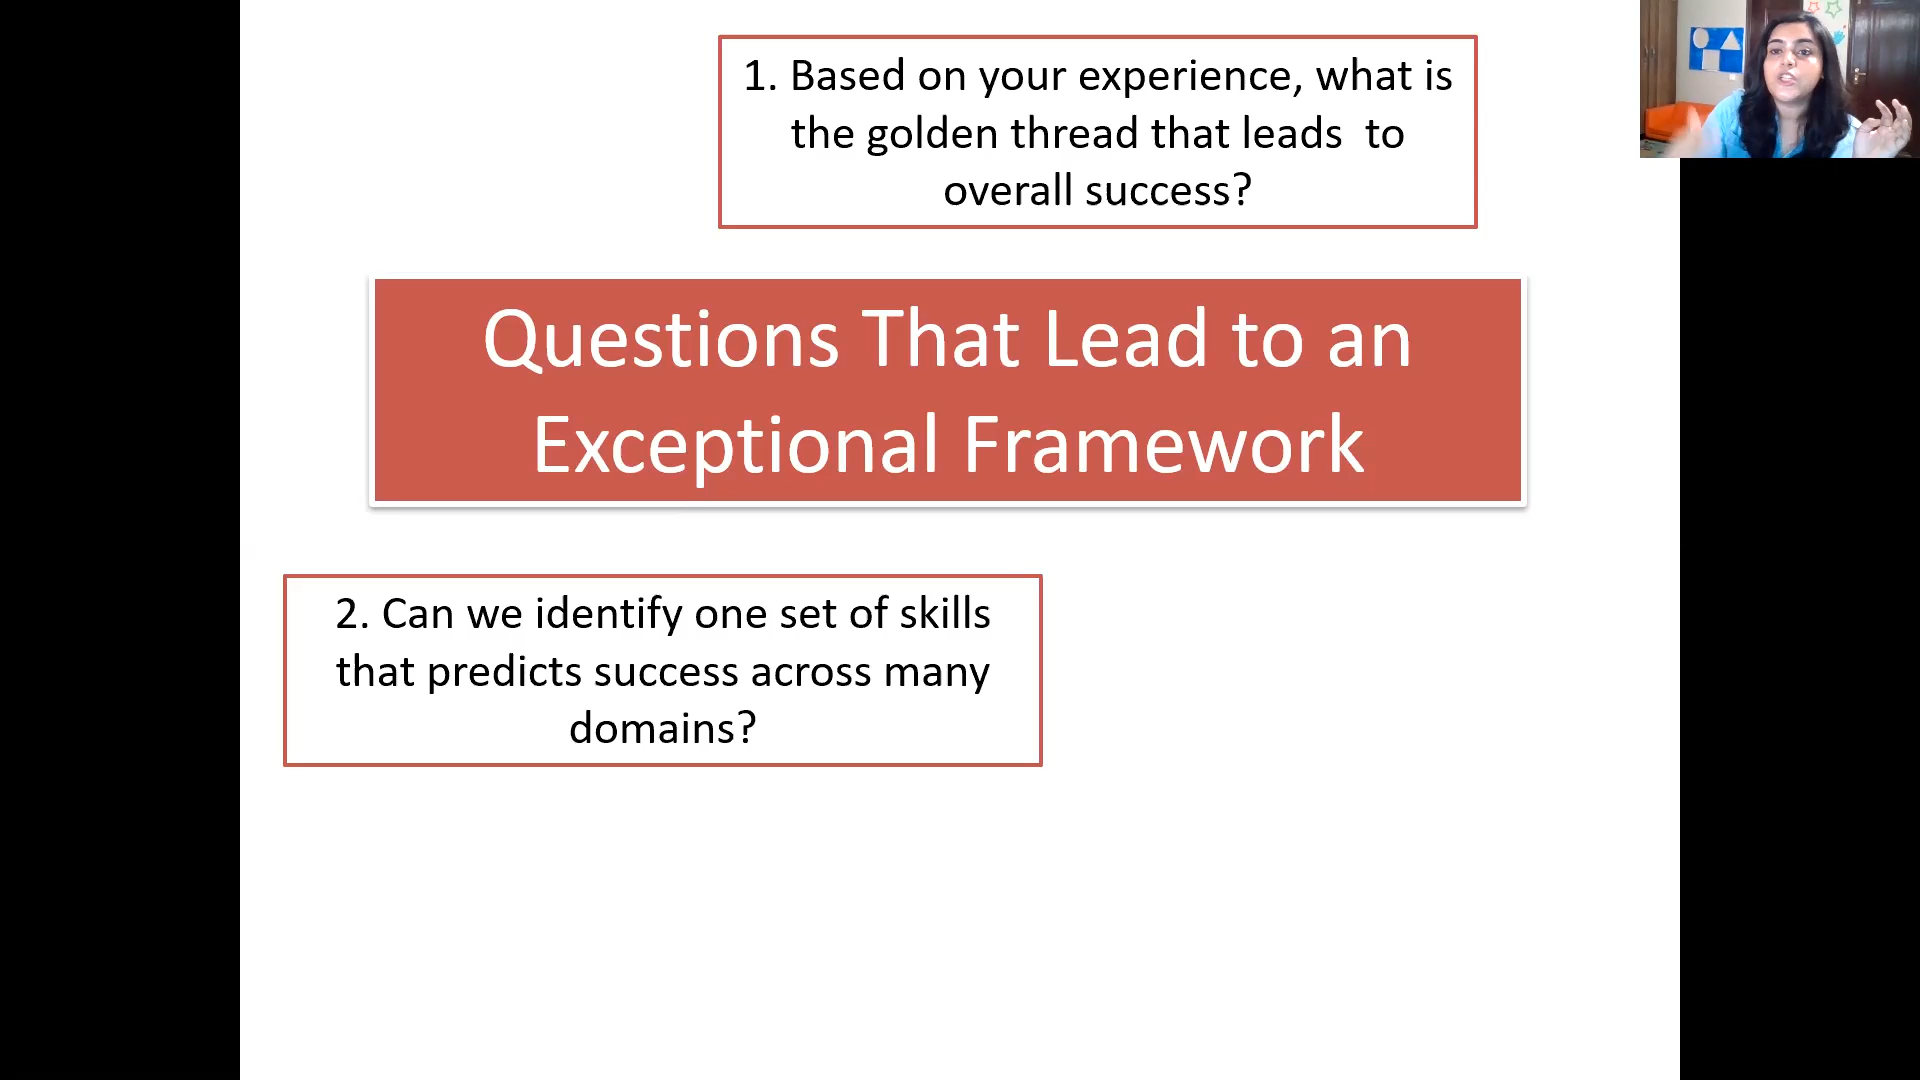 1. Based on your experience, what is
the golden thread that leads  to
overall success?
Questions That Lead to an
Exceptional Framework
2. Can we identify one set of skills
that predicts success across many
domains?